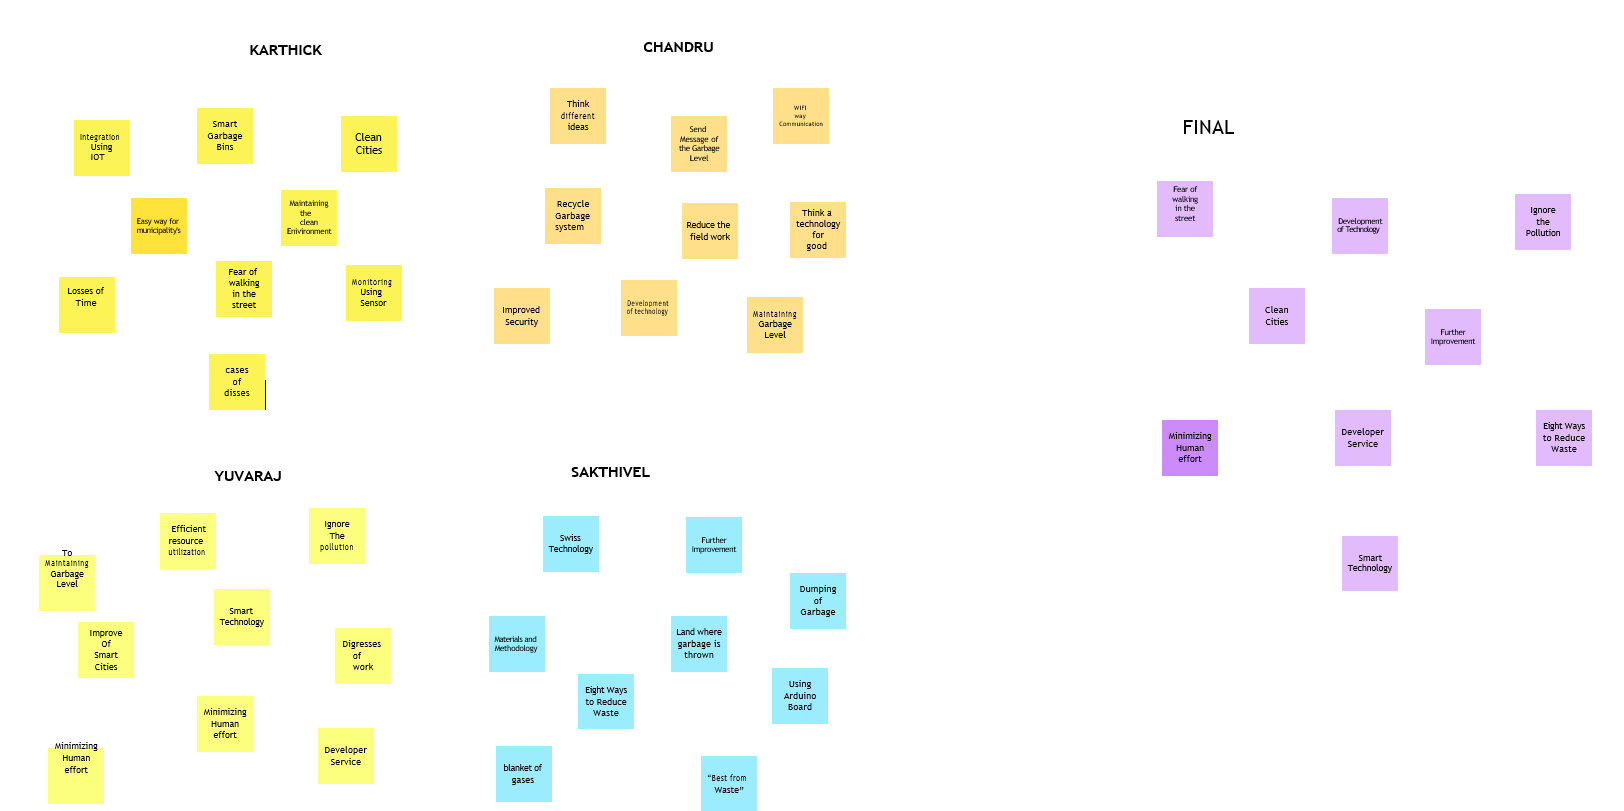 KARTHICK
Integration
Using
IOT
Smart
Garbage
Bins
Clean
Cities
Easy way for
municipality's
Maintaining
the
clean
Enivironment
Losses of
Time
Fear of
walking
in the
street
Monitoring
Using
Sensor
cases
of
disses
CHANDRU
Think
different
ideas
Send
Message of
the Garbage
Level
WIFI
way
Communication
Recycle
Garbage
system
Reduce the
field work
Think a
technology
for
good
Improved
Security
Development
of technology
Maintaining
Garbage
Level
FINAL
Fear of
walking
in the
street
Development
of Technology
Ignore
the
Pollution
Clean
Cities
Further
Improvement
Minimizing
Human
effort
Developer
Service
Eight Ways
to Reduce
Waste
Smart
Technology
YUVARAJ
To
Maintaining
Garbage
Level
Efficient
resource
utilization
Ignore
The
pollution
Smart
Technology
Improve
Of
Smart
Cities
Digresses
of
work
Minimizing
Human
effort
Developer
Service
Minimizing
Human
effort
SAKTHIVEL
Swiss
Technology
Further
Improvement
Dumping
of
Garbage
Materials and
Methodology
Land where
garbage is
thrown
Eight Ways
to Reduce
Waste
Using
Arduino
Board
blanket of
gases
“Best from
Waste”